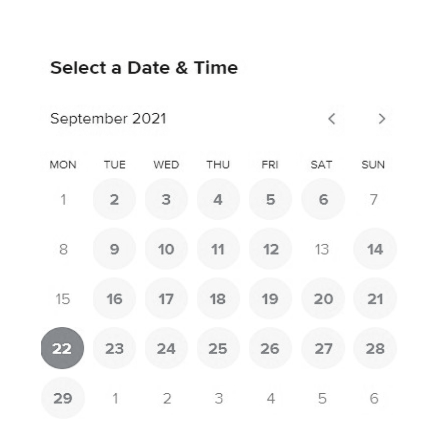 Select a Date & Time
September 2021
MON TUE WED THU FRI SAT SUN
1 2 3 4 5 6 7
8 9 10 11 12 13 14
15 16 17 18 19 20 21
22 23 24 25 26 27 28
29 1 2 3 4 5 6